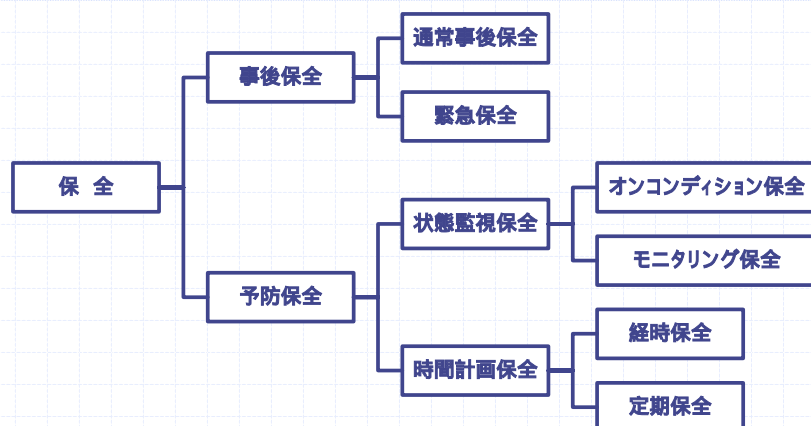 保 全
事後保全
通常事後保全
緊急保全
予防保全
状態監視保全
オンコンディション保全
モニタリング保全
時間計画保全
経時保全
定期保全